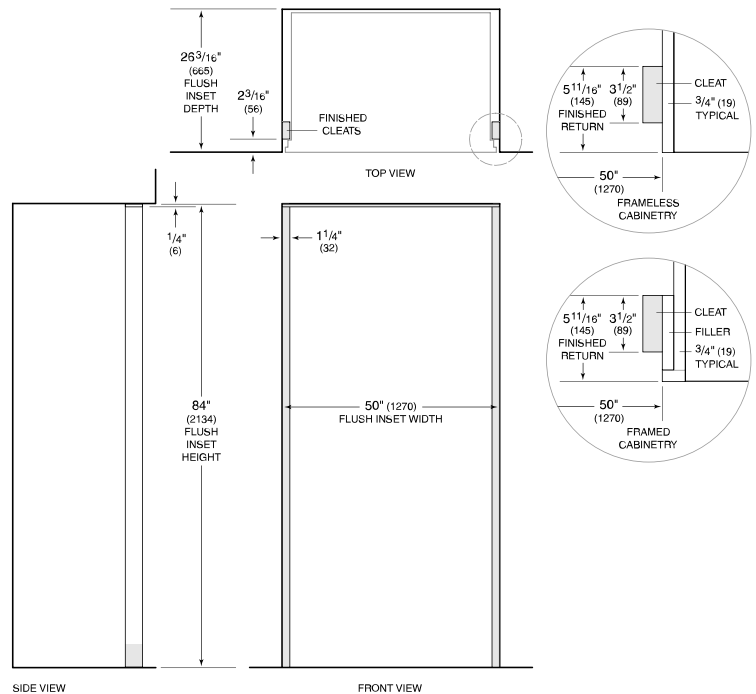 26 3/16"
(665)
FLUSH
INSET
DEPTH
2 3/16"
(56)
FINISHED
CLEATS
TOP VIEW
5 11/16"
(145)
FINISHED
RETURN
3 1/2"
(89)
CLEAT
3/4" (19)
TYPICAL
50"
(1270)
FRAMELESS
CABINETRY
1/4"
(6)
1 1/4"
(32)
84"
(2134)
FLUSH
INSET
HEIGHT
50" (1270)
FLUSH INSET WIDTH
5 11/16"
(145)
FINISHED
RETURN
3 1/2"
(89)
CLEAT
FILLER
3/4" (19)
TYPICAL
50"
(1270)
FRAMED
CABINETRY
SIDE VIEW
FRONT VIEW